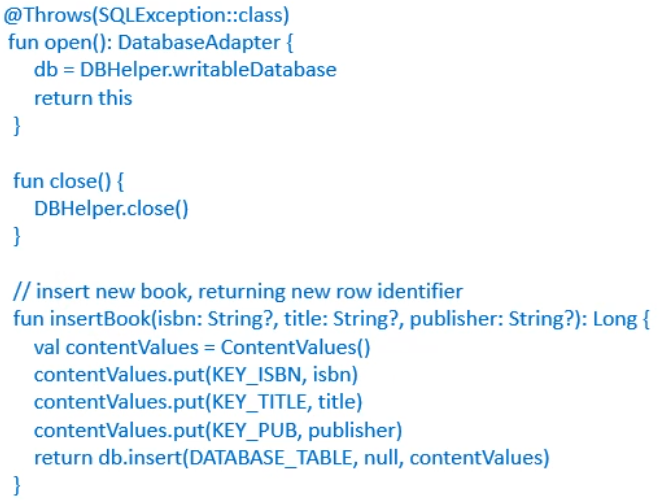 @Throws(SQLException::class)
fun open(): DatabaseAdapter {
db = DBHelper.writableDatabase
return this
}
fun close() {
DBHelper.close()
}
// insert new book, returning new row identifier
fun insertBook(isbn: String?, title: String?, publisher: String?): Long {
val contentValues = ContentValues()
contentValues.put(KEY_ISBN, isbn)
contentValues.put(KEY_TITLE, title)
contentValues.put(KEY_PUB, publisher)
return db.insert(DATABASE_TABLE, null, contentValues)
}